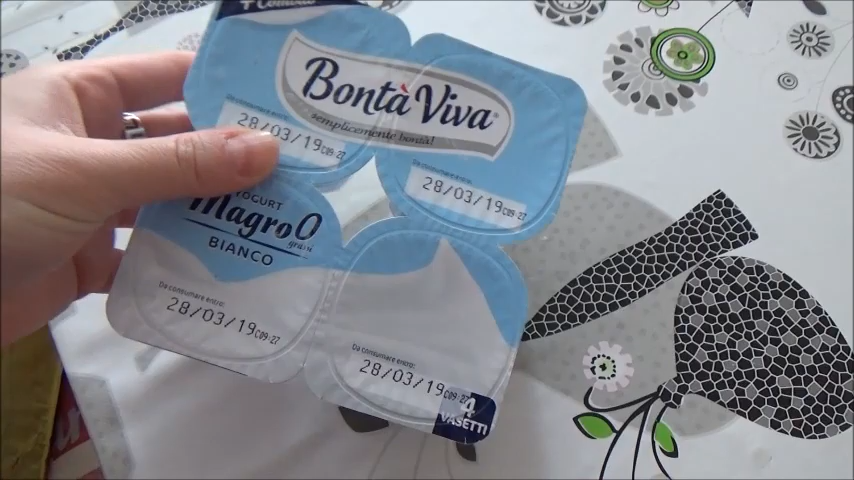 Bontà Viva®
semplicemente bontà!
Da consumare entro:
28/03/19 C09-27
Da consumare entro:
28/03/19 C09-27
YOGURT
Magro 0
grassi
BIANCO
Da consumare entro:
28/03/19 C09-27
Da consumare entro:
28/03/19 C09-27
4
VASETTI